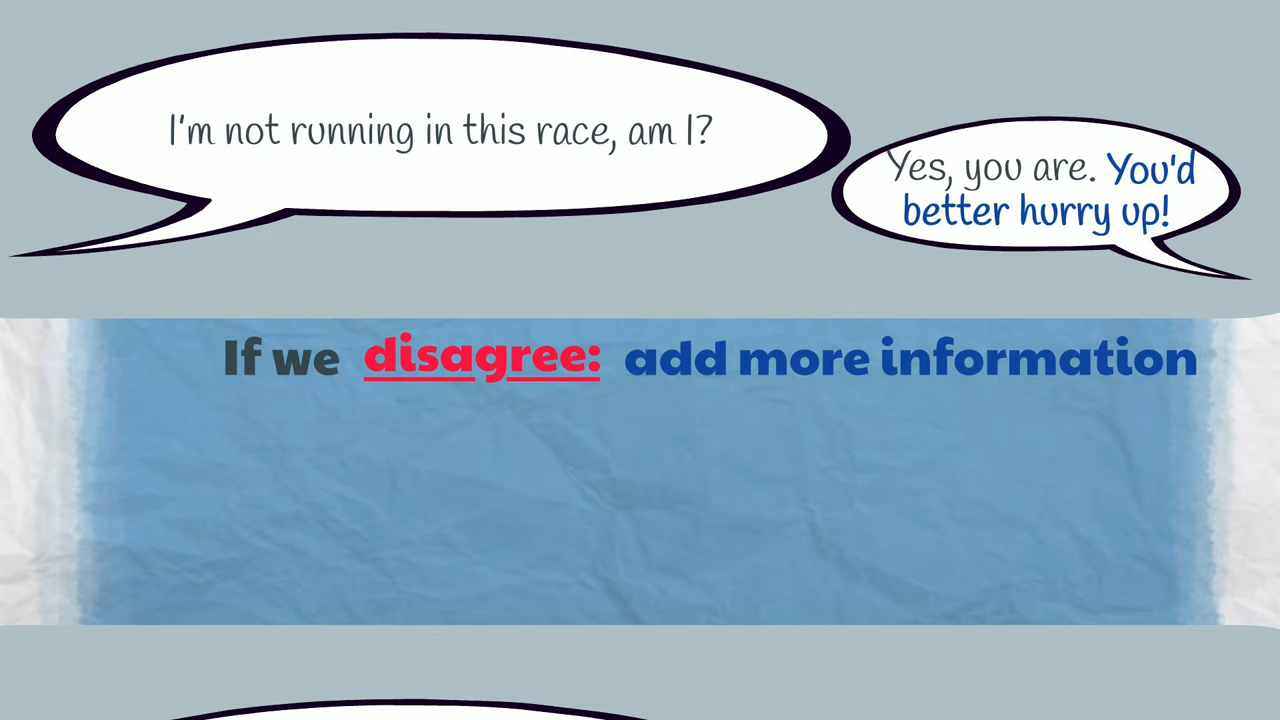 I'm not running in this race, am I?
Yes, you are. You'd
better hurry up!
If we disagree: add more information